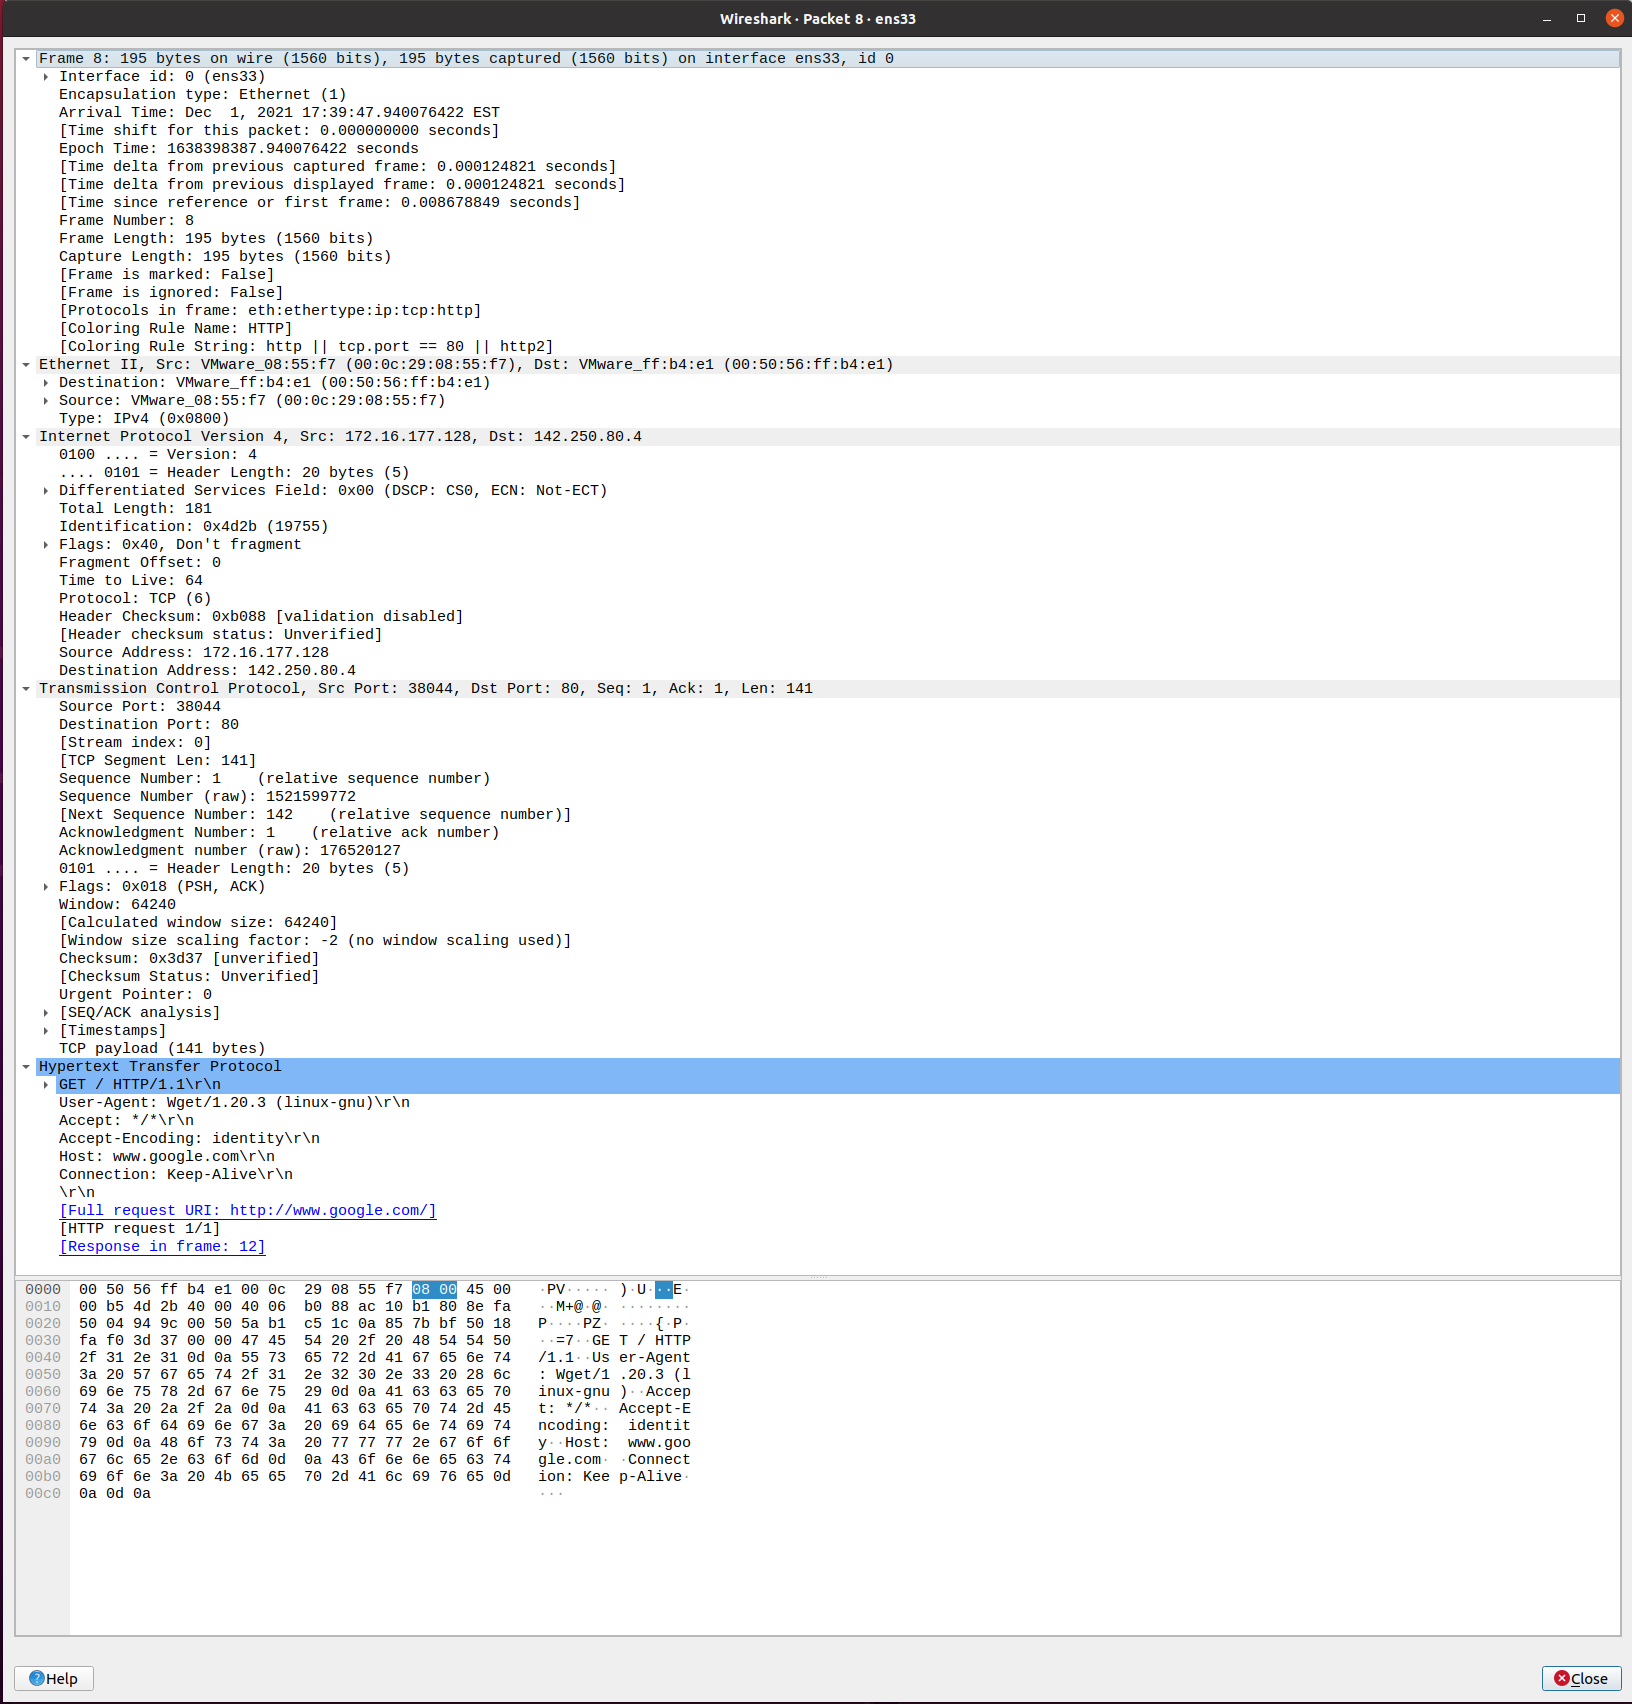 Wireshark · Packet 8 · ens33
Frame 8: 195 bytes on wire (1560 bits), 195 bytes captured (1560 bits) on interface ens33, id 0
Interface id: 0 (ens33)
Encapsulation type: Ethernet (1)
Arrival Time: Dec  1, 2021 17:39:47.940076422 EST
[Time shift for this packet: 0.000000000 seconds]
Epoch Time: 1638398387.940076422 seconds
[Time delta from previous captured frame: 0.000124821 seconds]
[Time delta from previous displayed frame: 0.000124821 seconds]
[Time since reference or first frame: 0.008678849 seconds]
Frame Number: 8
Frame Length: 195 bytes (1560 bits)
Capture Length: 195 bytes (1560 bits)
[Frame is marked: False]
[Frame is ignored: False]
[Protocols in frame: eth:ethertype:ip:tcp:http]
[Coloring Rule Name: HTTP]
[Coloring Rule String: http || tcp.port == 80 || http2]
Ethernet II, Src: VMware_08:55:f7 (00:0c:29:08:55:f7), Dst: VMware_ff:b4:e1 (00:50:56:ff:b4:e1)
Destination: VMware_ff:b4:e1 (00:50:56:ff:b4:e1)
Source: VMware_08:55:f7 (00:0c:29:08:55:f7)
Type: IPv4 (0x0800)
Internet Protocol Version 4, Src: 172.16.177.128, Dst: 142.250.80.4
0100 .... = Version: 4
.... 0101 = Header Length: 20 bytes (5)
Differentiated Services Field: 0x00 (DSCP: CS0, ECN: Not-ECT)
Total Length: 181
Identification: 0x4d2b (19755)
Flags: 0x40, Don't fragment
Fragment Offset: 0
Time to Live: 64
Protocol: TCP (6)
Header Checksum: 0xb088 [validation disabled]
[Header checksum status: Unverified]
Source Address: 172.16.177.128
Destination Address: 142.250.80.4
Transmission Control Protocol, Src Port: 38044, Dst Port: 80, Seq: 1, Ack: 1, Len: 141
Source Port: 38044
Destination Port: 80
[Stream index: 0]
[TCP Segment Len: 141]
Sequence Number: 1    (relative sequence number)
Sequence Number (raw): 1521599772
[Next Sequence Number: 142    (relative sequence number)]
Acknowledgment Number: 1    (relative ack number)
Acknowledgment number (raw): 176520127
0101 .... = Header Length: 20 bytes (5)
Flags: 0x018 (PSH, ACK)
Window: 64240
[Calculated window size: 64240]
[Window size scaling factor: -2 (no window scaling used)]
Checksum: 0x3d37 [unverified]
[Checksum Status: Unverified]
Urgent Pointer: 0
[SEQ/ACK analysis]
[Timestamps]
TCP payload (141 bytes)
Hypertext Transfer Protocol
GET / HTTP/1.1\r\n
User-Agent: Wget/1.20.3 (linux-gnu)\r\n
Accept: */*\r\n
Accept-Encoding: identity\r\n
Host: www.google.com\r\n
Connection: Keep-Alive\r\n
\r\n
[Full request URI: http://www.google.com/]
[HTTP request 1/1]
[Response in frame: 12]
0000  00 50 56 ff b4 e1 00 0c  29 08 55 f7 08 00 45 00   ·PV····· )·U···E·
0010  00 b5 4d 2b 40 00 40 06  b0 88 ac 10 b1 80 8e fa   ··M+@·@· ········
0020  50 04 94 9c 00 50 5a b1  c5 1c 0a 85 7b bf 50 18   P····PZ· ····{·P·
0030  fa f0 3d 37 00 00 47 45  54 20 2f 20 48 54 54 50   ··=7··GE T / HTTP
0040  2f 31 2e 31 0d 0a 55 73  65 72 2d 41 67 65 6e 74   /1.1··Us er-Agent
0050  3a 20 57 67 65 74 2f 31  2e 32 30 2e 33 20 28 6c   : Wget/1 .20.3 (l
0060  69 6e 75 78 2d 67 6e 75  29 0d 0a 41 63 63 65 70   inux-gnu )··Accep
0070  74 3a 20 2a 2f 2a 0d 0a  41 63 63 65 70 74 2d 45   t: */*·· Accept-E
0080  6e 63 6f 64 69 6e 67 3a  20 69 64 65 6e 74 69 74   ncoding:  identit
0090  79 0d 0a 48 6f 73 74 3a  20 77 77 77 2e 67 6f 6f   y··Host:  www.goo
00a0  67 6c 65 2e 63 6f 6d 0d  0a 43 6f 6e 6e 65 63 74   gle.com· ·Connect
00b0  69 6f 6e 3a 20 4b 65 65  70 2d 41 6c 69 76 65 0d   ion: Kee p-Alive·
00c0  0a 0d 0a   ···
Help
Close